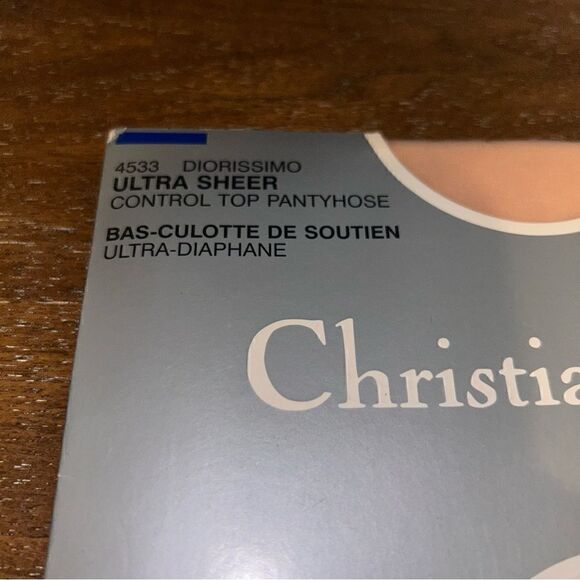 4533 DIORISSIMO
ULTRA SHEER
CONTROL TOP PANTYHOSE
BAS-CULOTTE DE SOUTIEN
ULTRA-DIAPHANE
Christia